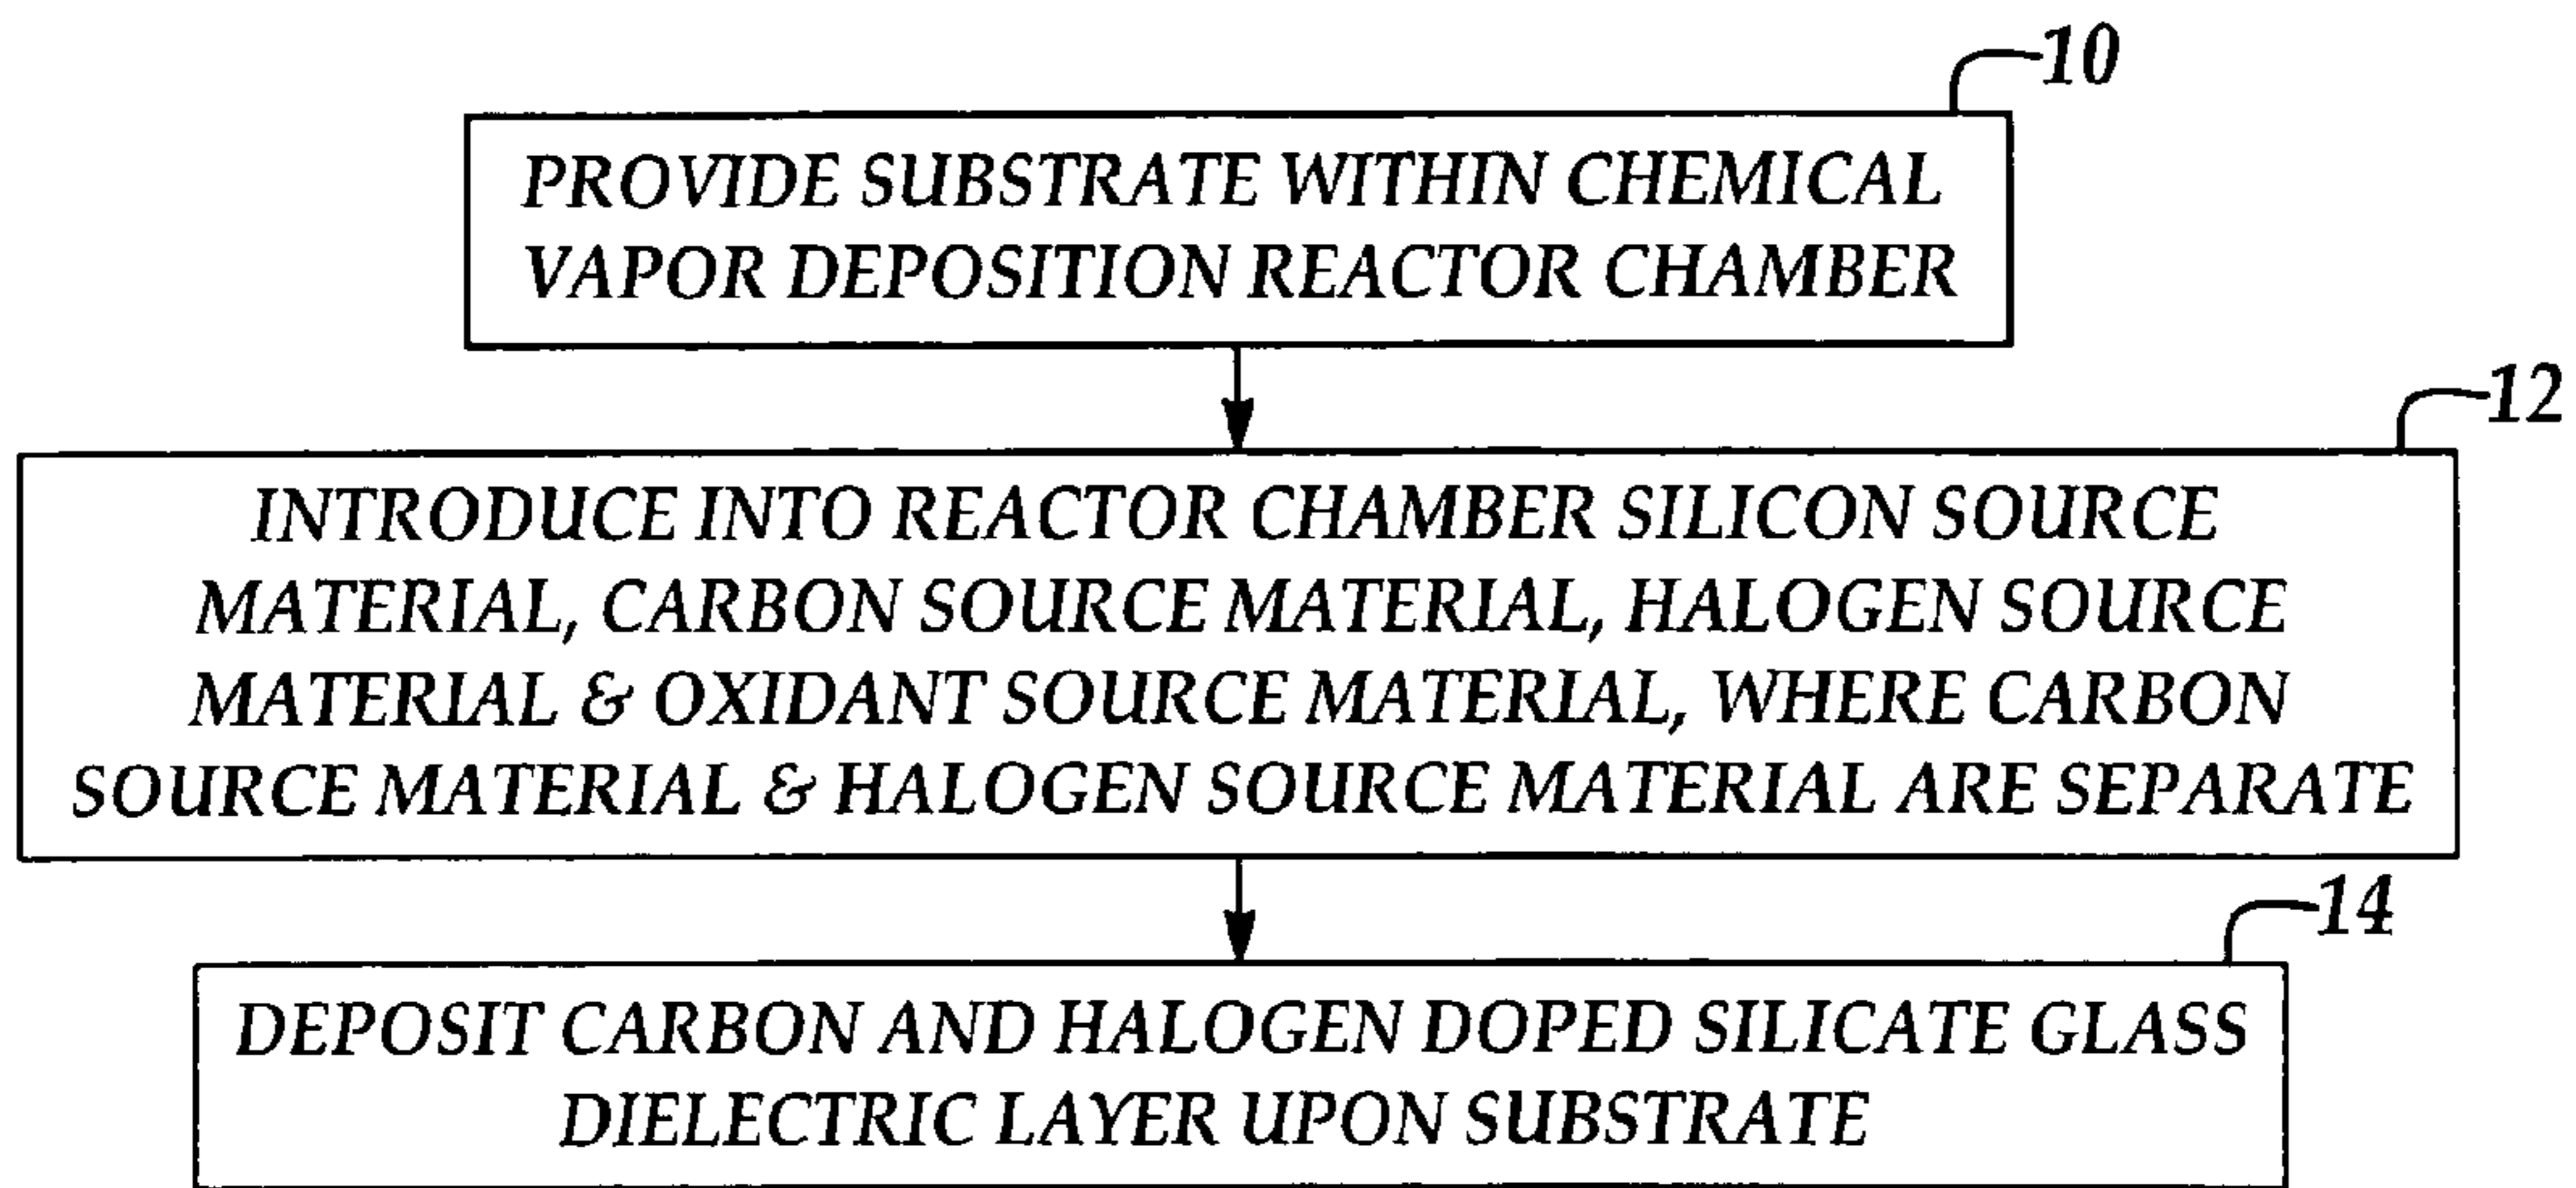 10
PROVIDE SUBSTRATE WITHIN CHEMICAL
VAPOR DEPOSITION REACTOR CHAMBER
12
INTRODUCE INTO REACTOR CHAMBER SILICON SOURCE
MATERIAL, CARBON SOURCE MATERIAL, HALOGEN SOURCE
MATERIAL & OXIDANT SOURCE MATERIAL, WHERE CARBON
SOURCE MATERIAL & HALOGEN SOURCE MATERIAL ARE SEPARATE
14
DEPOSIT CARBON AND HALOGEN DOPED SILICATE GLASS
DIELECTRIC LAYER UPON SUBSTRATE